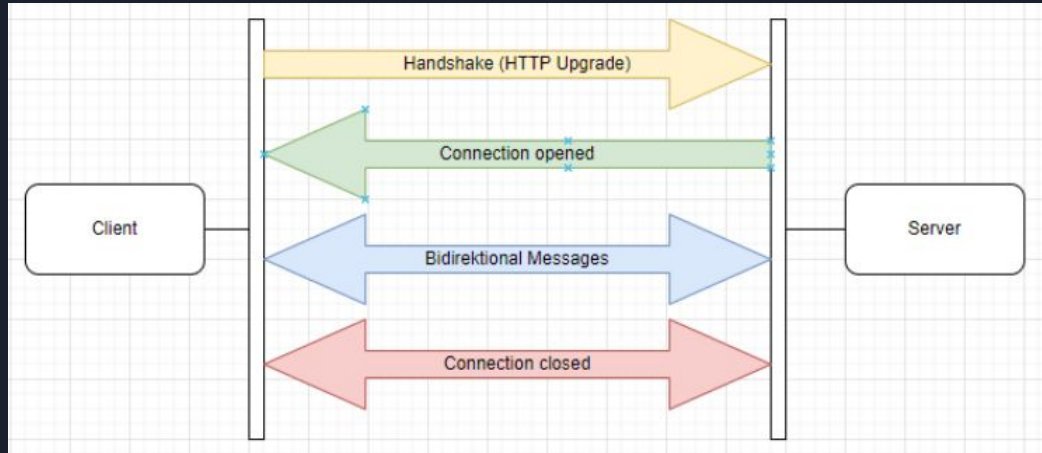 Handshake (HTTP Upgrade)
Connection opened
Client
Server
Bidirektional Messages
Connection closed